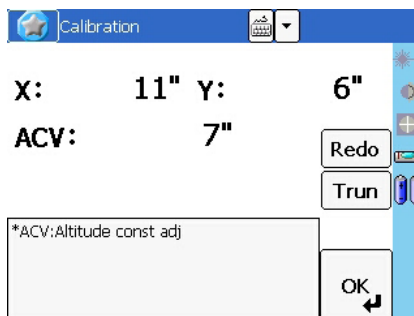 Calibration
X: 11" Y: 6"
ACV: 7"
Redo
Trun
*ACV:Altitude const adj
OK